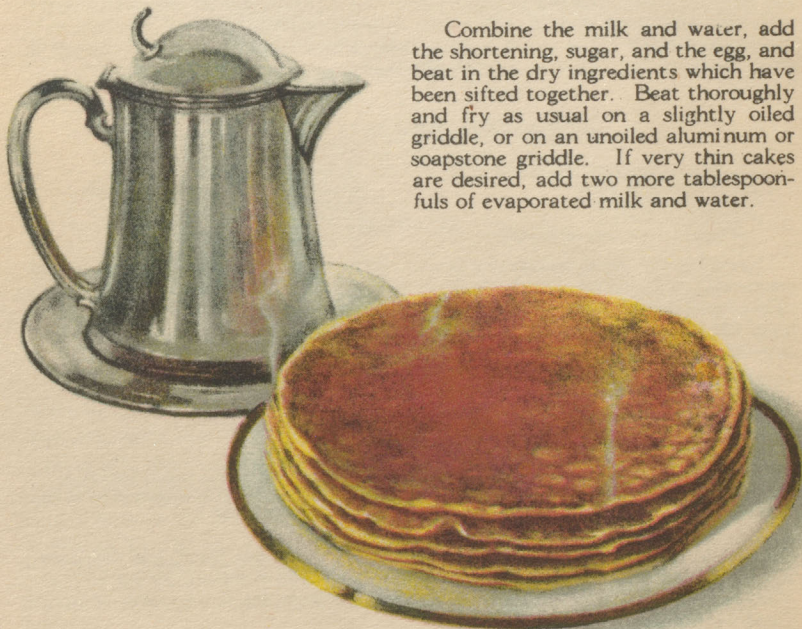 Combine the milk and water, add
the shortening, sugar, and the egg, and
beat in the dry ingredients which have
been sifted together. Beat thoroughly
and fry as usual on a slightly oiled
griddle, or on an unoiled aluminum or
soapstone griddle. If very thin cakes
are desired, add two more tablespoon-
fuls of evaporated milk and water.